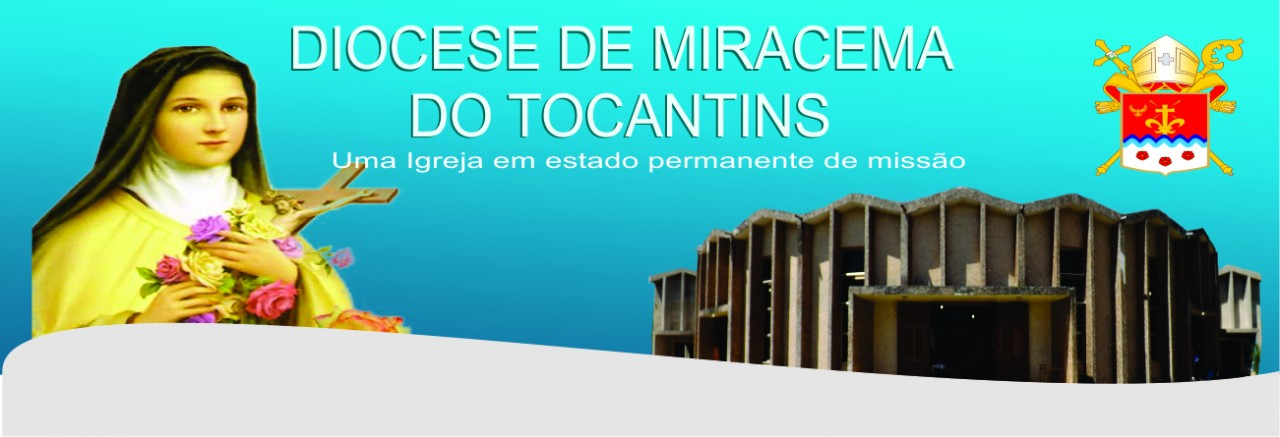 DIOCESE DE MIRACEMA
DO TOCANTINS
Uma Igreja em estado permanente de missão